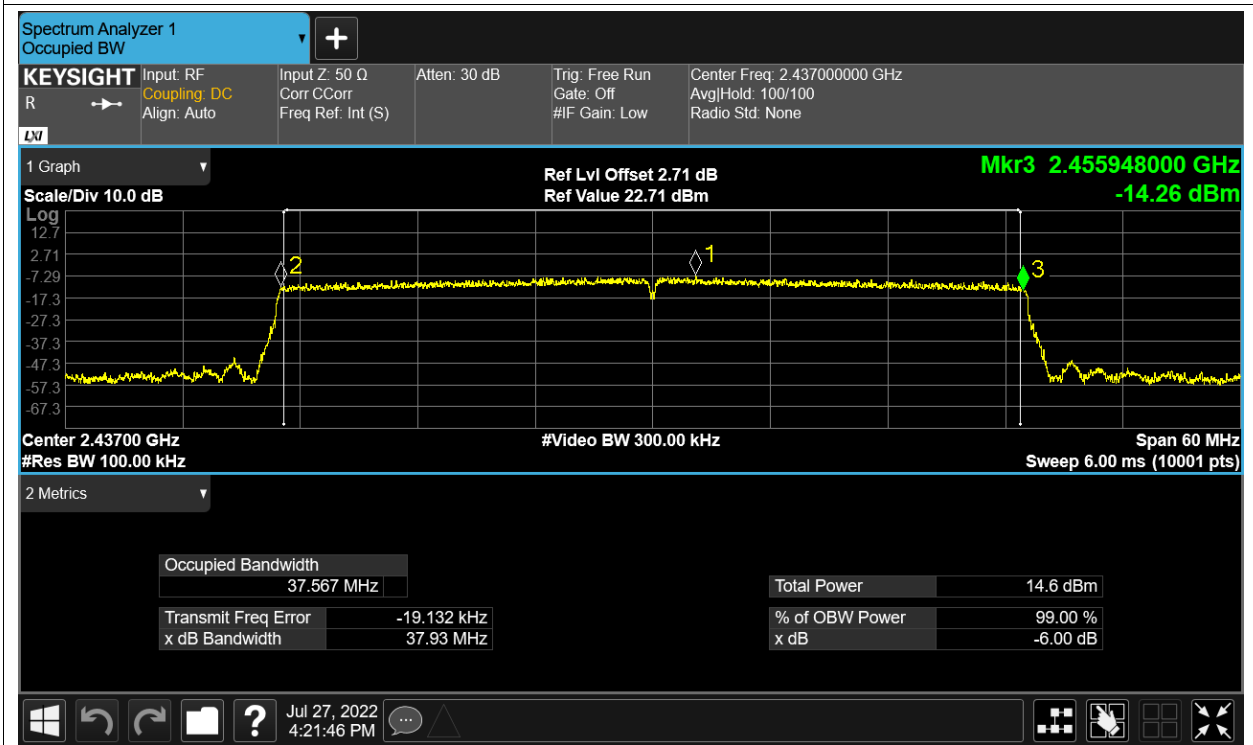 Spectrum Analyzer 1
Occupied BW
+
KEYSIGHT
R
LXI
Input: RF
Coupling: DC
Align: Auto
Input Z: 50 Ω
Corr CCorr
Freq Ref: Int (S)
Atten: 30 dB
Trig: Free Run
Gate: Off
#IF Gain: Low
Center Freq: 2.437000000 GHz
Avg|Hold: 100/100
Radio Std: None
1 Graph
Scale/Div 10.0 dB
Ref Lvl Offset 2.71 dB
Ref Value 22.71 dBm
Mkr3 2.455948000 GHz
-14.26 dBm
Log
12.7
2.71
-7.29
-17.3
-27.3
-37.3
-47.3
-57.3
-67.3
2
1
3
Center 2.43700 GHz
#Res BW 100.00 kHz
#Video BW 300.00 kHz
Span 60 MHz
Sweep 6.00 ms (10001 pts)
2 Metrics
Occupied Bandwidth
37.567 MHz
Transmit Freq Error -19.132 kHz
x dB Bandwidth 37.93 MHz
Total Power 14.6 dBm
% of OBW Power 99.00 %
x dB -6.00 dB
?
Jul 27, 2022
4:21:46 PM